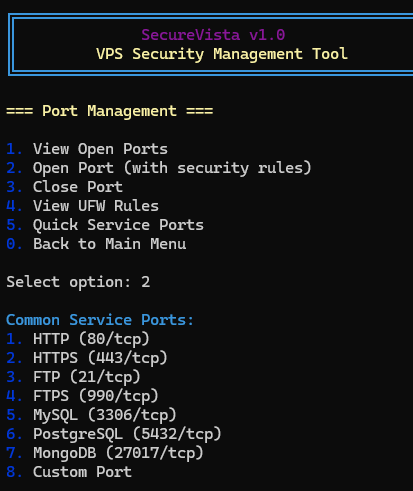 SecureVista v1.0
VPS Security Management Tool
=== Port Management ===
1. View Open Ports
2. Open Port (with security rules)
3. Close Port
4. View UFW Rules
5. Quick Service Ports
0. Back to Main Menu
Select option: 2
Common Service Ports:
1. HTTP (80/tcp)
2. HTTPS (443/tcp)
3. FTP (21/tcp)
4. FTPS (990/tcp)
5. MySQL (3306/tcp)
6. PostgreSQL (5432/tcp)
7. MongoDB (27017/tcp)
8. Custom Port